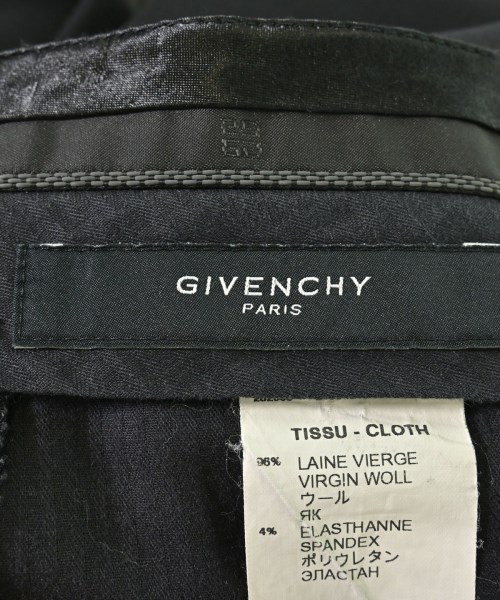 GIVENCHY
PARIS
TISSU - CLOTH
96% LAINE VIERGE
VIRGIN WOLL
ウール
ЯК
4% ELASTHANNE
SPANDEX
ポリウレタン
ЭЛАСТАН